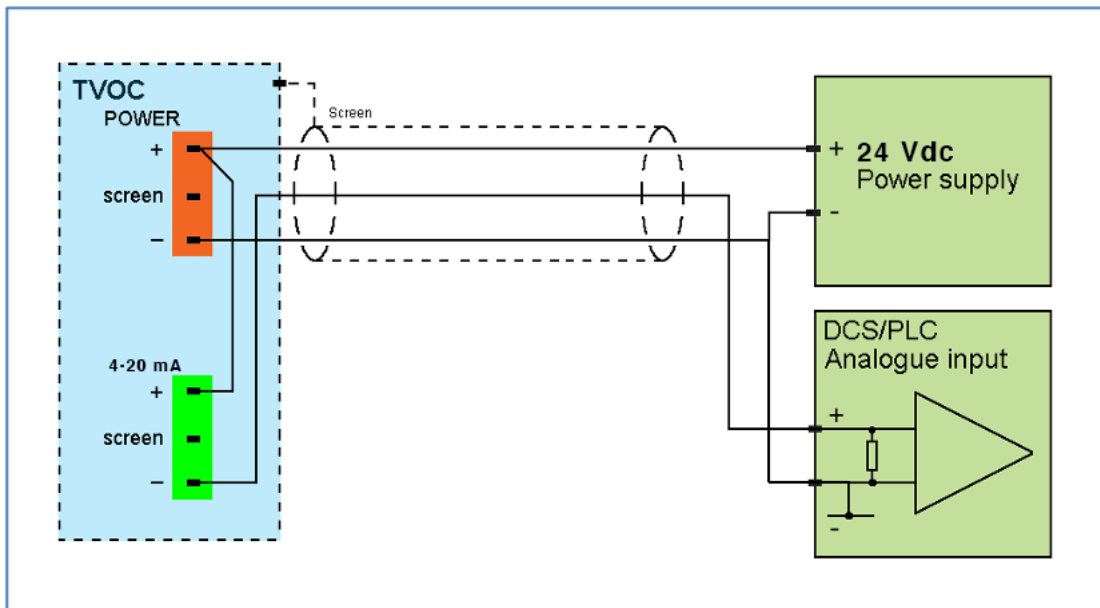 TVOC
POWER
+
screen
–
4-20 mA
+
screen
–
Screen
+ 24 Vdc
Power supply
-
DCS/PLC
Analogue input
+
-